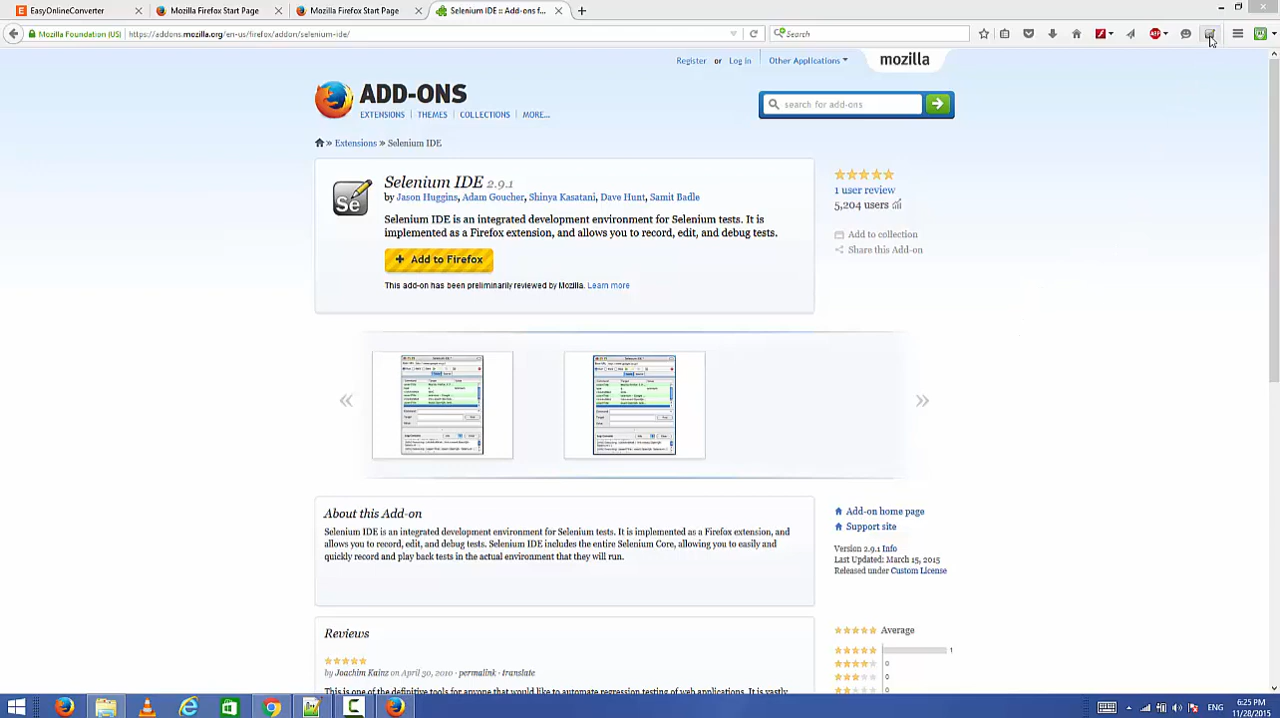 EasyOnlineConverter
Mozilla Firefox Start Page
Mozilla Firefox Start Page
Selenium IDE :: Add-ons f...
Mozilla Foundation (US)
https://addons.mozilla.org/en-us/firefox/addon/selenium-ide/
Search
ABP
Register or Log in
Other Applications
mozilla
ADD-ONS
EXTENSIONS
THEMES
COLLECTIONS
MORE...
search for add-ons
» Extensions » Selenium IDE
Se
Selenium IDE 2.9.1
by Jason Huggins, Adam Goucher, Shinya Kasatani, Dave Hunt, Samit Badle
Selenium IDE is an integrated development environment for Selenium tests. It is
implemented as a Firefox extension, and allows you to record, edit, and debug tests.
+ Add to Firefox
This add-on has been preliminarily reviewed by Mozilla. Learn more
1 user review
5,204 users
Add to collection
Share this Add-on
«
»
About this Add-on
Selenium IDE is an integrated development environment for Selenium tests. It is implemented as a Firefox extension, and
allows you to record, edit, and debug tests. Selenium IDE includes the entire Selenium Core, allowing you to easily and
quickly record and play back tests in the actual environment that they will run.
Add-on home page
Support site
Version 2.9.1 Info
Last Updated: March 15, 2015
Released under Custom License
Reviews
by Joachim Kainz on April 30, 2010 · permalink · translate
This is one of the definitive tools for anyone that would like to automate regression testing of web applications. It is vastly
Average
1
0
0
0
ENG
6:25 PM
11/28/2015